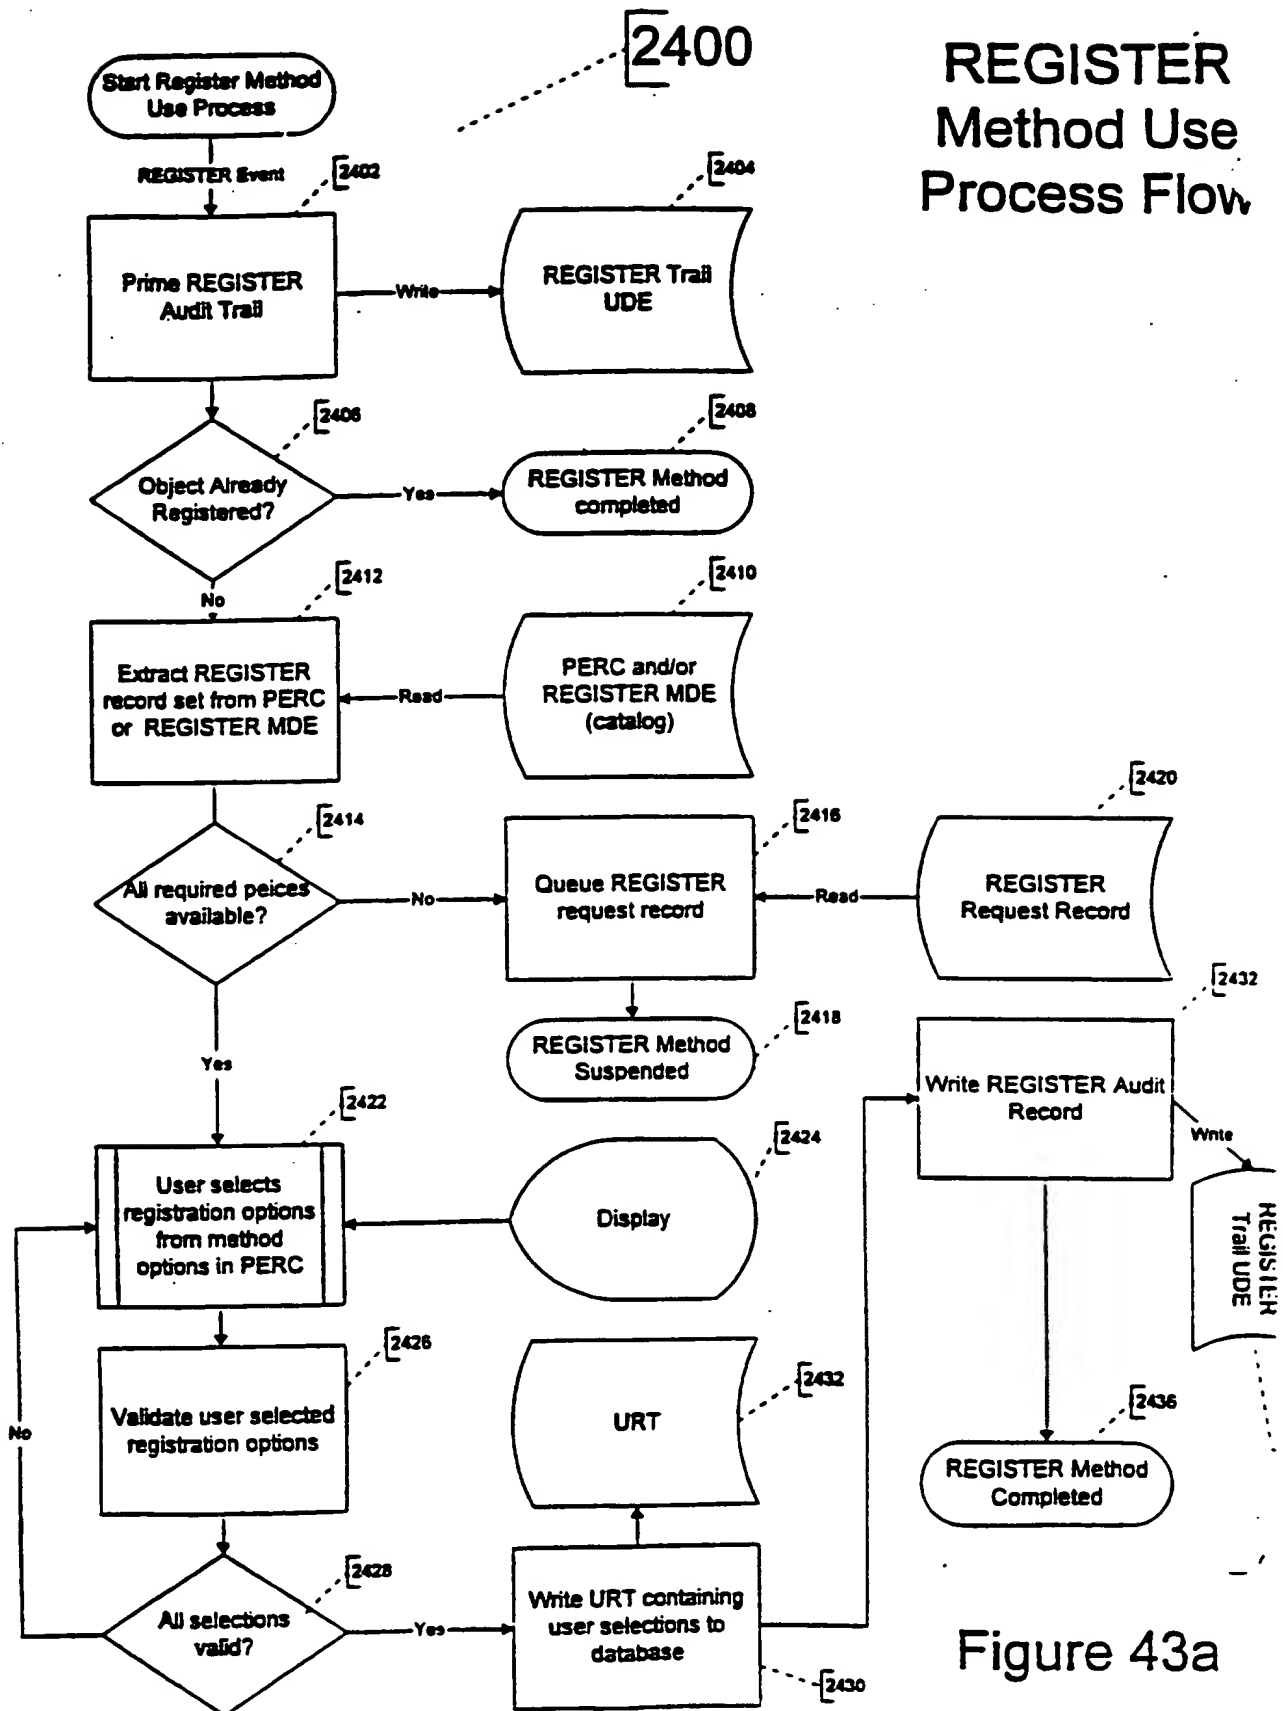 2400
REGISTER
Method Use
Process Flow
Start Register Method
Use Process
REGISTER Event
2402
Prime REGISTER
Audit Trail
Write
2404
REGISTER Trail
UDE
2406
Object Already
Registered?
Yes
2408
REGISTER Method
completed
No
2412
Extract REGISTER
record set from PERC
or REGISTER MDE
Read
2410
PERC and/or
REGISTER MDE
(catalog)
2414
All required peices
available?
No
2416
Queue REGISTER
request record
Read
2420
REGISTER
Request Record
2418
REGISTER Method
Suspended
Yes
2422
User selects
registration options
from method
options in PERC
2424
Display
2426
Validate user selected
registration options
No
2428
All selections
valid?
Yes
2430
Write URT containing
user selections to
database
2432
URT
2432
Write REGISTER Audit
Record
Write
REGISTER
Trail UDE
2436
REGISTER Method
Completed
Figure 43a